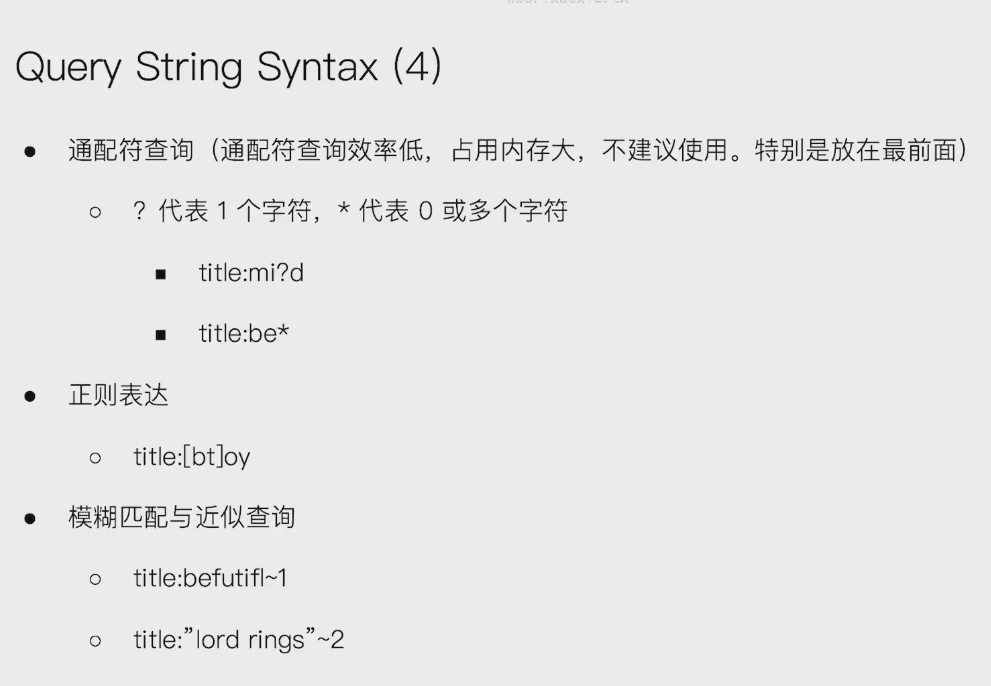 Query String Syntax (4)
● 通配符查询（通配符查询效率低，占用内存大，不建议使用。特别是放在最前面）
○ ？代表 1 个字符，* 代表 0 或多个字符
■ title:mi?d
■ title:be*
● 正则表达
○ title:[bt]oy
● 模糊匹配与近似查询
○ title:befutifl~1
○ title:”lord rings”~2